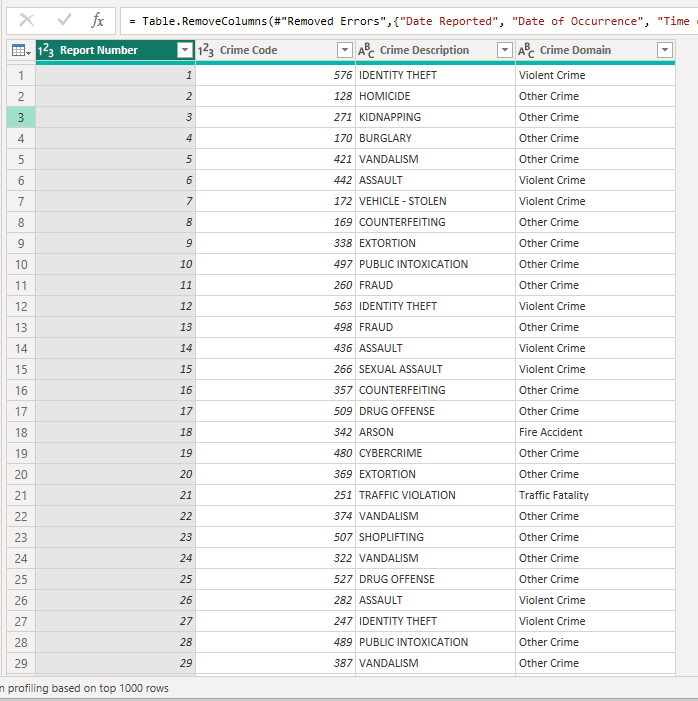 fx = Table.RemoveColumns(#"Removed Errors",{"Date Reported", "Date of Occurrence", "Time
1²3 Report Number 1²3 Crime Code ABC Crime Description ABC Crime Domain
1 1 576 IDENTITY THEFT Violent Crime
2 2 128 HOMICIDE Other Crime
3 3 271 KIDNAPPING Other Crime
4 4 170 BURGLARY Other Crime
5 5 421 VANDALISM Other Crime
6 6 442 ASSAULT Violent Crime
7 7 172 VEHICLE - STOLEN Violent Crime
8 8 169 COUNTERFEITING Other Crime
9 9 338 EXTORTION Other Crime
10 10 497 PUBLIC INTOXICATION Other Crime
11 11 260 FRAUD Other Crime
12 12 563 IDENTITY THEFT Violent Crime
13 13 498 FRAUD Other Crime
14 14 436 ASSAULT Violent Crime
15 15 266 SEXUAL ASSAULT Violent Crime
16 16 357 COUNTERFEITING Other Crime
17 17 509 DRUG OFFENSE Other Crime
18 18 342 ARSON Fire Accident
19 19 480 CYBERCRIME Other Crime
20 20 369 EXTORTION Other Crime
21 21 251 TRAFFIC VIOLATION Traffic Fatality
22 22 374 VANDALISM Other Crime
23 23 507 SHOPLIFTING Other Crime
24 24 322 VANDALISM Other Crime
25 25 527 DRUG OFFENSE Other Crime
26 26 282 ASSAULT Violent Crime
27 27 247 IDENTITY THEFT Violent Crime
28 28 489 PUBLIC INTOXICATION Other Crime
29 29 387 VANDALISM Other Crime
n profiling based on top 1000 rows